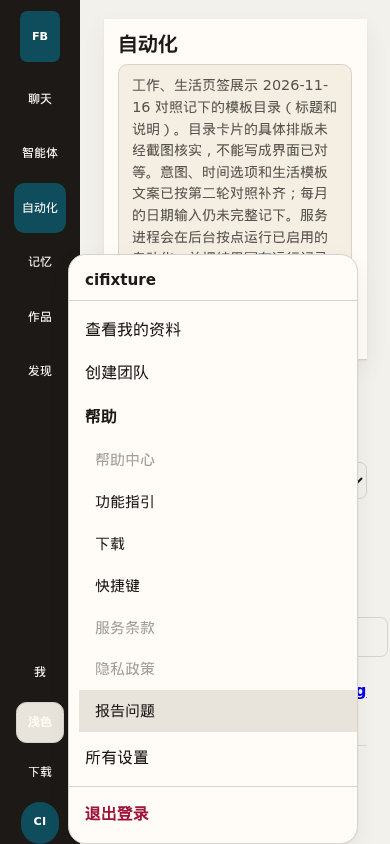 FB
聊天
智能体
自动化
记忆
作品
发现
我
浅色
下载
CI
自动化
工作、生活页签展示 2026-11-
16 对照记下的模板目录（标题和
说明）。目录卡片的具体排版未
经截图核实，不能写成界面已对
等。意图、时间选项和生活模板
文案已按第二轮对照补齐；每月
的日期输入仍未完整记下。服务
进程会在后台按点运行已启用的
cifixture
查看我的资料
创建团队
帮助
帮助中心
功能指引
下载
快捷键
服务条款
隐私政策
报告问题
所有设置
退出登录
g